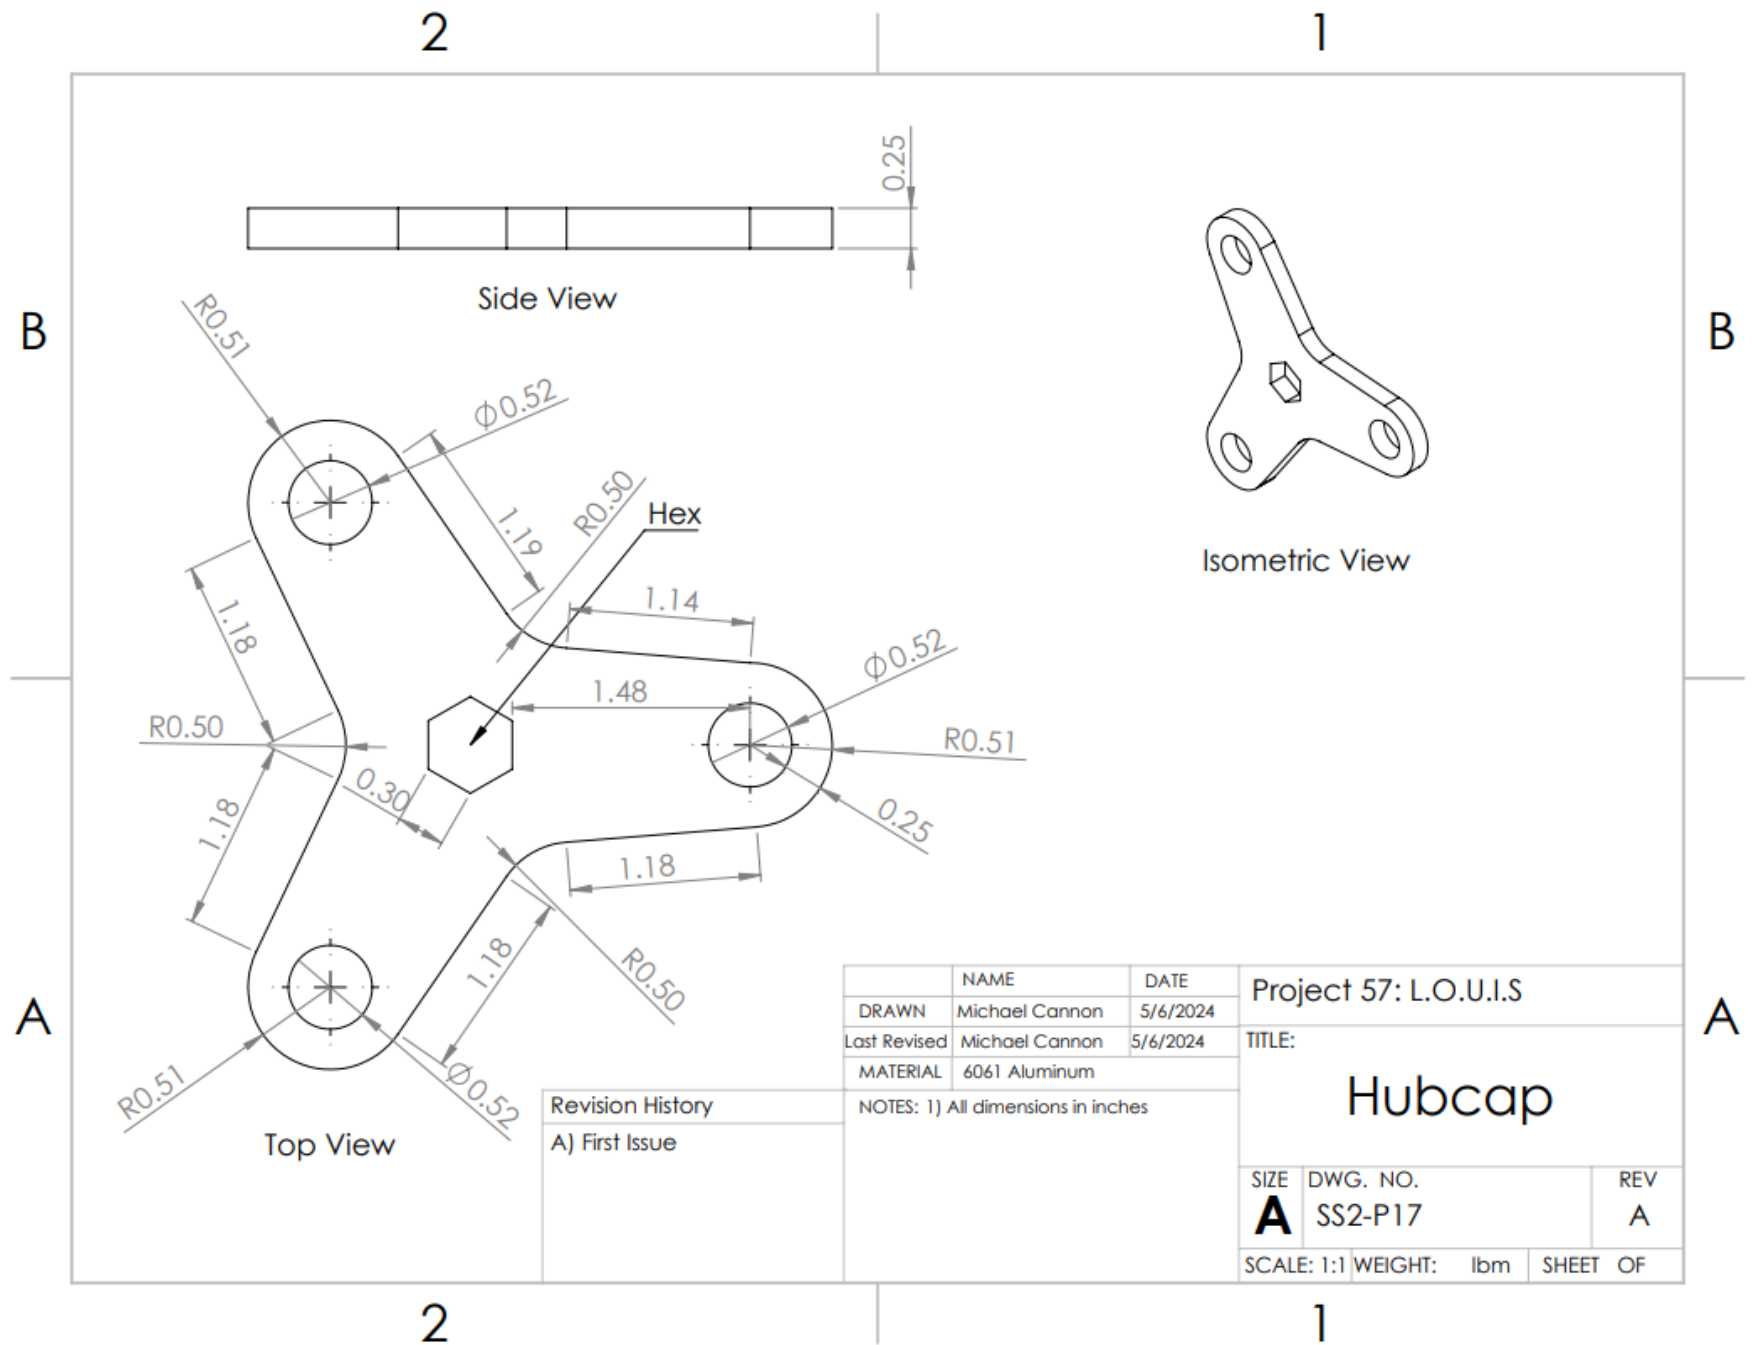 2
1
B
B
A
A
2
1
0.25
Side View
R0.51
Ø0.52
1.19
R0.50
Hex
1.14
1.18
1.48
Ø0.52
R0.50
R0.51
0.30
0.25
1.18
1.18
1.18
R0.50
R0.51
Ø0.52
Top View
Isometric View
Revision History
A) First Issue
NAME DATE
DRAWN Michael Cannon 5/6/2024
Last Revised Michael Cannon 5/6/2024
MATERIAL 6061 Aluminum
NOTES: 1) All dimensions in inches
Project 57: L.O.U.I.S
TITLE:
Hubcap
SIZE DWG. NO. REV
A SS2-P17 A
SCALE: 1:1 WEIGHT: lbm SHEET OF